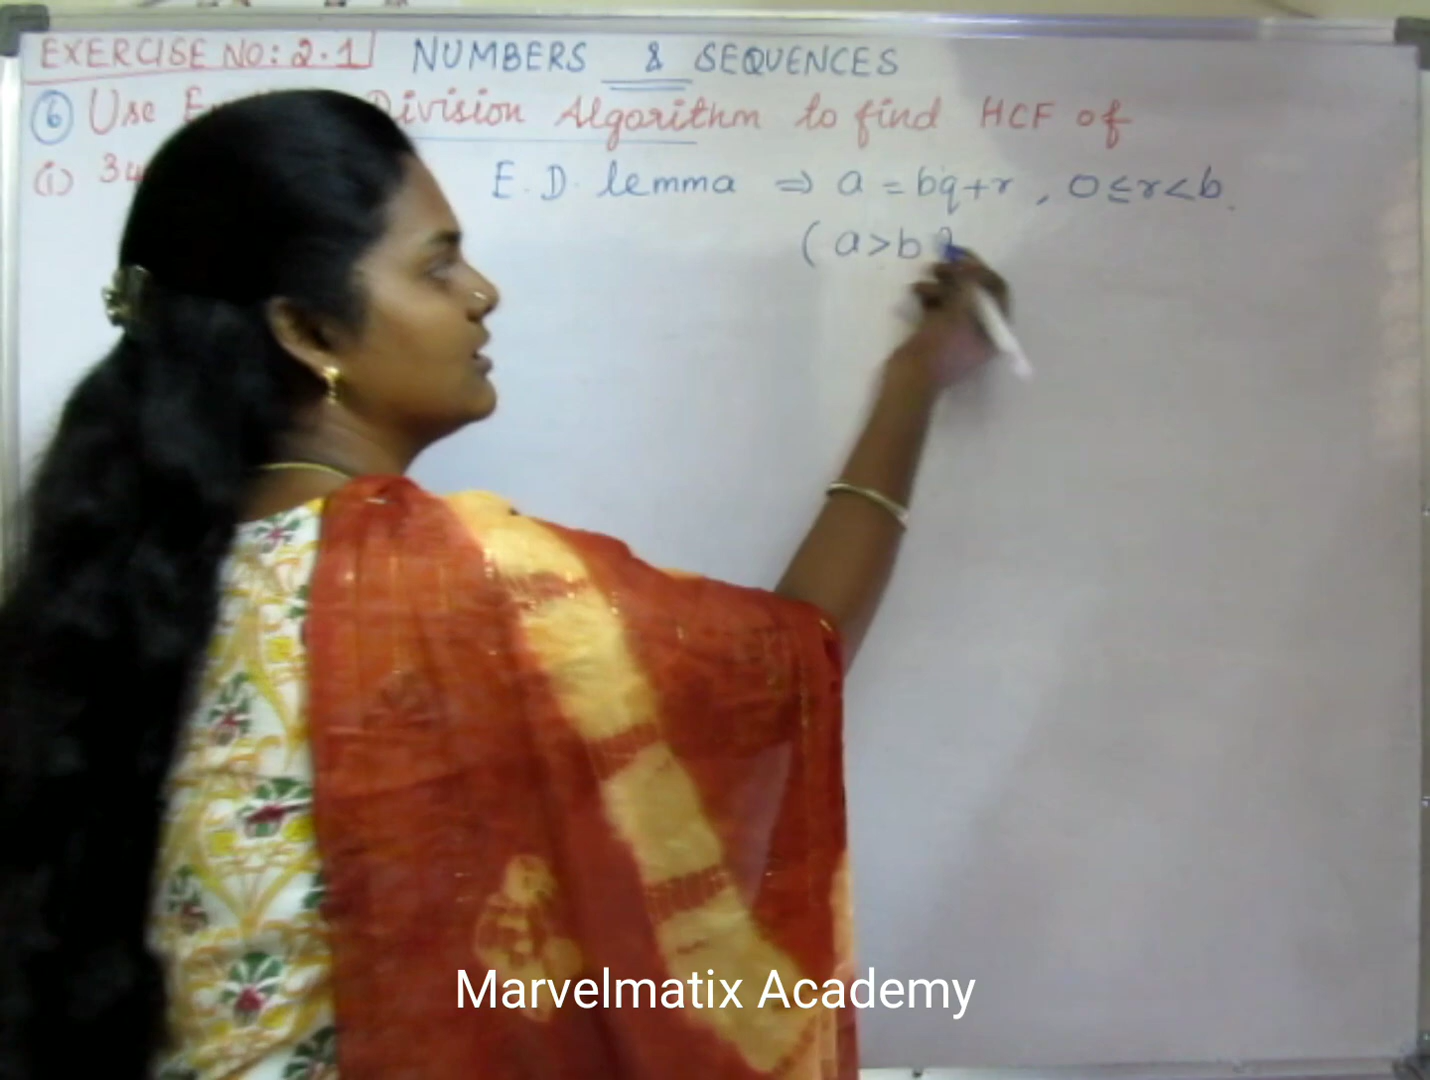 EXERCISE NO: 2.1 NUMBERS & SEQUENCES
⑥ Use Division Algorithm to find HCF of
(i) 34 E.D. lemma ⇒ a = bq+r , 0≤r<b.
( a>b
Marvelmatix Academy